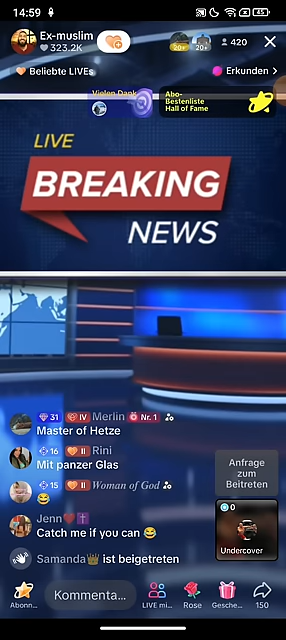 14:59
45
Ex-muslim
323.2K
20+
20+
420
Beliebte LIVEs
Erkunden
Vielen Dank
Abo-
Bestenliste
Hall of Fame
LIVE
BREAKING
NEWS
31 IV Merlin Nr. 1
Master of Hetze
16 II Rini
Mit panzer Glas
15 II Woman of God
😂
Jenn❤️✝️
Catch me if you can 😂
Samanda👑 ist beigetreten
Anfrage
zum
Beitreten
0
Undercover
Abonn...
Kommenta...
LIVE mi...
Rose
Gesche...
150